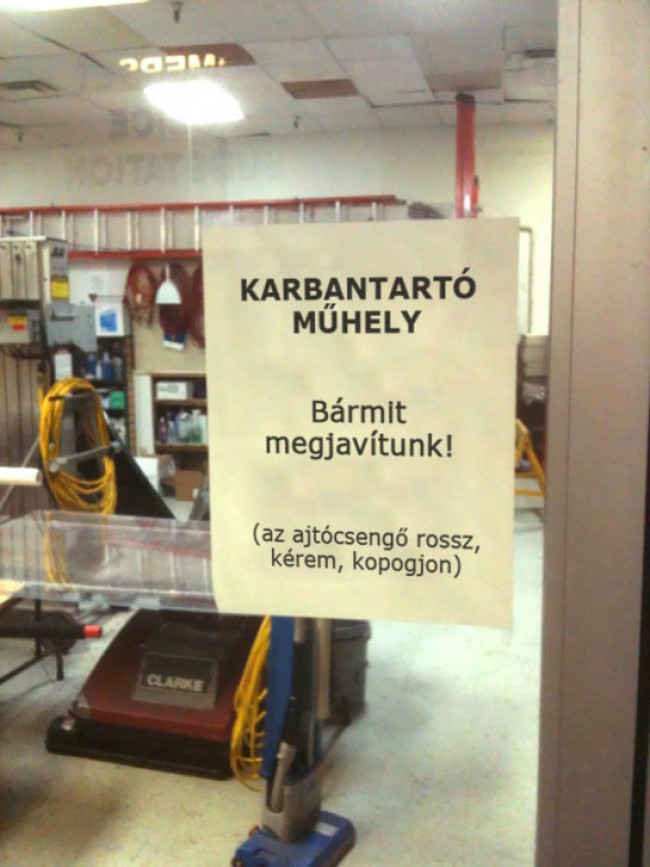 KARBANTARTÓ
MŰHELY
Bármit
megjavítunk!
(az ajtócsengő rossz,
kérem, kopogjon)
CLARKE